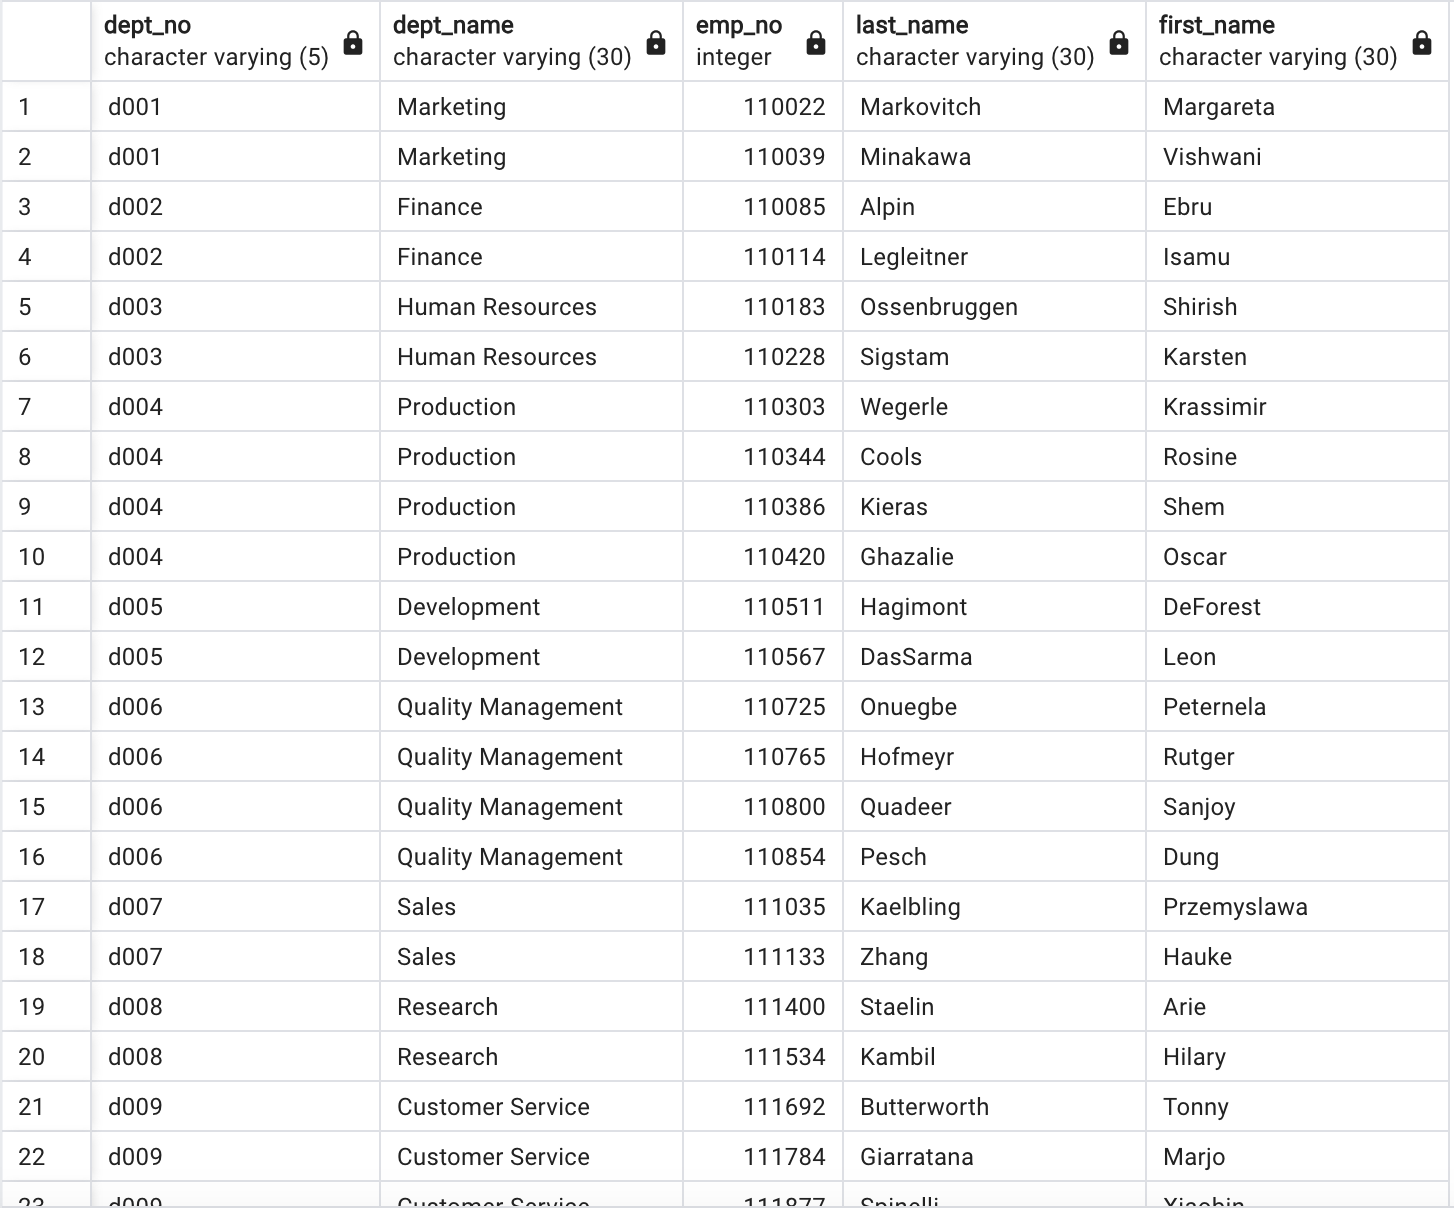 dept_no dept_name emp_no last_name first_name
character varying (5) character varying (30) integer character varying (30) character varying (30)
1 d001 Marketing 110022 Markovitch Margareta
2 d001 Marketing 110039 Minakawa Vishwani
3 d002 Finance 110085 Alpin Ebru
4 d002 Finance 110114 Legleitner Isamu
5 d003 Human Resources 110183 Ossenbruggen Shirish
6 d003 Human Resources 110228 Sigstam Karsten
7 d004 Production 110303 Wegerle Krassimir
8 d004 Production 110344 Cools Rosine
9 d004 Production 110386 Kieras Shem
10 d004 Production 110420 Ghazalie Oscar
11 d005 Development 110511 Hagimont DeForest
12 d005 Development 110567 DasSarma Leon
13 d006 Quality Management 110725 Onuegbe Peternela
14 d006 Quality Management 110765 Hofmeyr Rutger
15 d006 Quality Management 110800 Quadeer Sanjoy
16 d006 Quality Management 110854 Pesch Dung
17 d007 Sales 111035 Kaelbling Przemyslawa
18 d007 Sales 111133 Zhang Hauke
19 d008 Research 111400 Staelin Arie
20 d008 Research 111534 Kambil Hilary
21 d009 Customer Service 111692 Butterworth Tonny
22 d009 Customer Service 111784 Giarratana Marjo
23 d009 Customer Service 111877 Spinelli Xiaobin